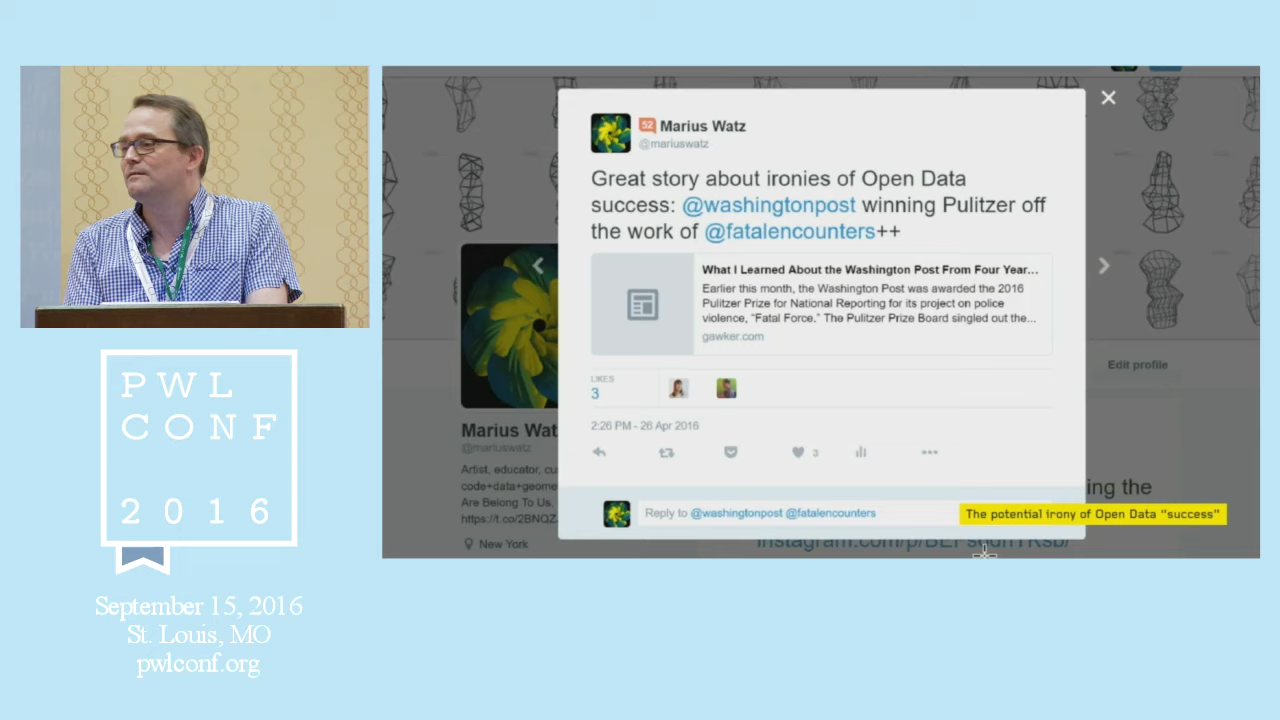 52 Marius Watz
@mariuswatz
Great story about ironies of Open Data
success: @washingtonpost winning Pulitzer off
the work of @fatalencounters++
What I Learned About the Washington Post From Four Year...
Earlier this month, the Washington Post was awarded the 2016
Pulitzer Prize for National Reporting for its project on police
violence, "Fatal Force." The Pulitzer Prize Board singled out the...
gawker.com
LIKES
3
2:26 PM - 26 Apr 2016
3
Reply to @washingtonpost @fatalencounters
The potential irony of Open Data "success"
Edit profile
Marius Wat
@mariuswatz
Artist, educator, cu
code+data+geome
Are Belong To Us.
https://t.co/2BNQZ
New York
ing the
PWL
CONF
2016
September 15, 2016
St. Louis, MO
pwlconf.org